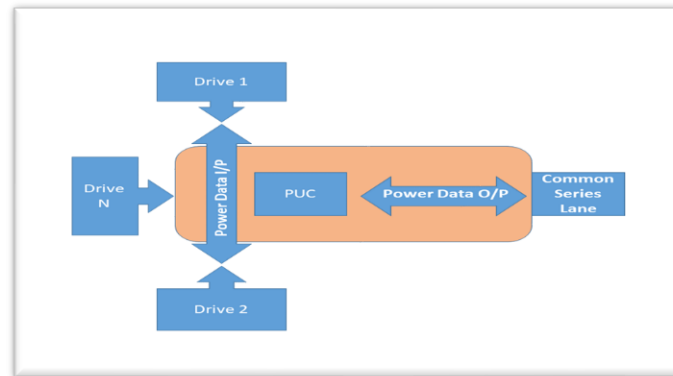 Drive 1
Power Data I/P
Drive
N
PUC
Power Data O/P
Common
Series
Lane
Drive 2